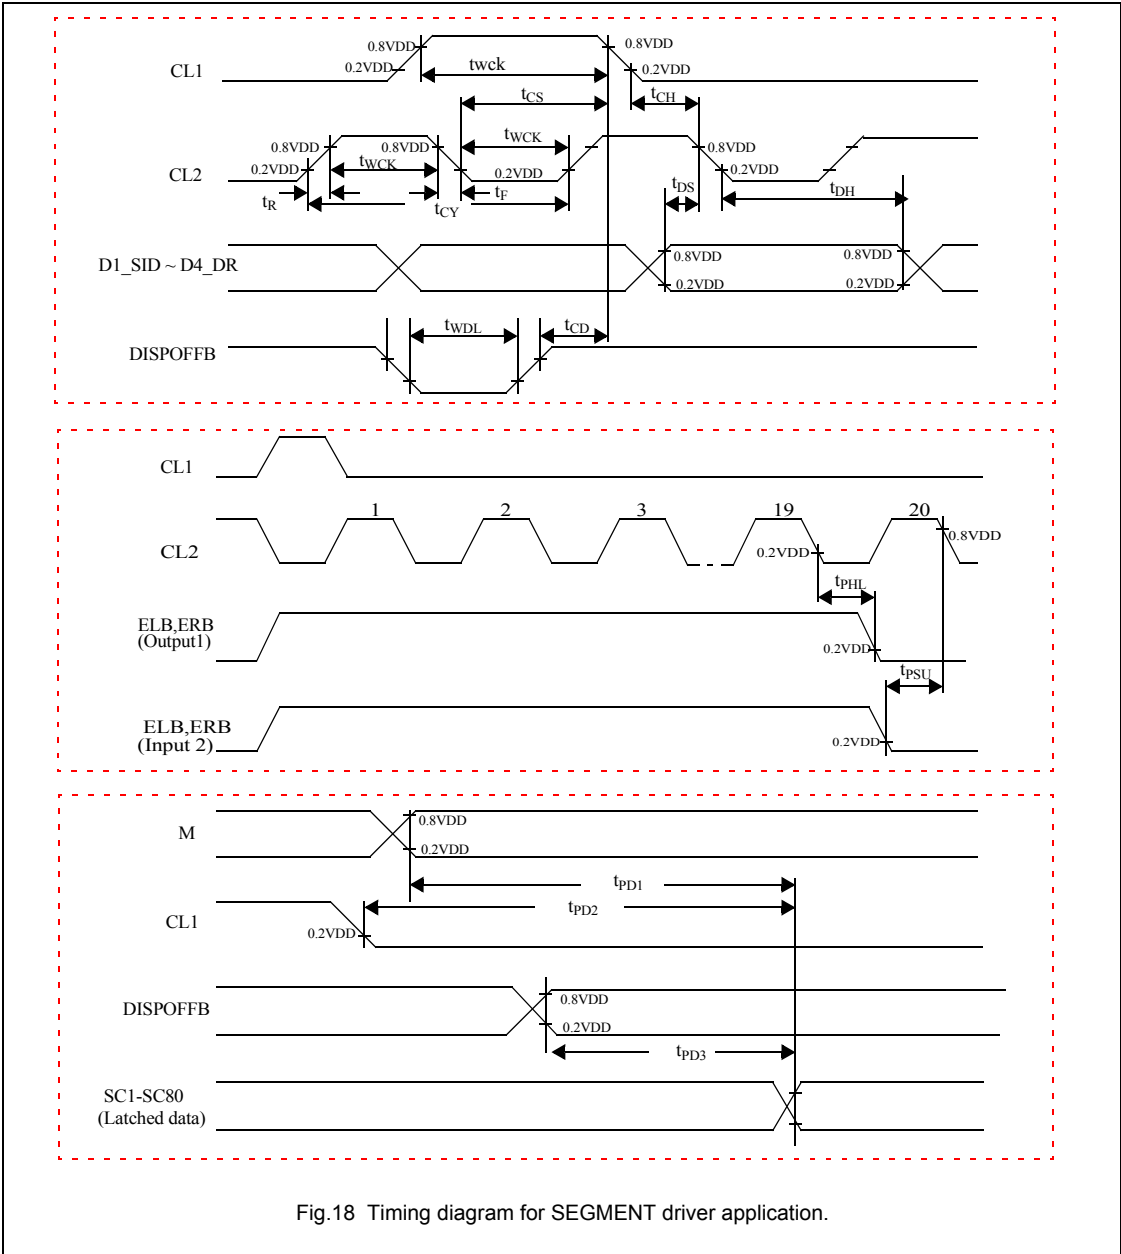 0.8VDD
0.8VDD
CL1
0.2VDD
twck
0.2VDD
tCS
tCH
0.8VDD
0.8VDD
tWCK
0.8VDD
CL2
0.2VDD
tWCK
0.2VDD
0.2VDD
tR
tCY
tF
tDS
tDH
D1_SID ~ D4_DR
0.8VDD
0.8VDD
0.2VDD
0.2VDD
tWDL
tCD
DISPOFFB
CL1
1
2
3
19
20
CL2
0.2VDD
0.8VDD
tPHL
ELB,ERB
(Output1)
0.2VDD
tPSU
ELB,ERB
(Input 2)
0.2VDD
M
0.8VDD
0.2VDD
tPD1
tPD2
CL1
0.2VDD
DISPOFFB
0.8VDD
0.2VDD
tPD3
SC1-SC80
(Latched data)
Fig.18 Timing diagram for SEGMENT driver application.